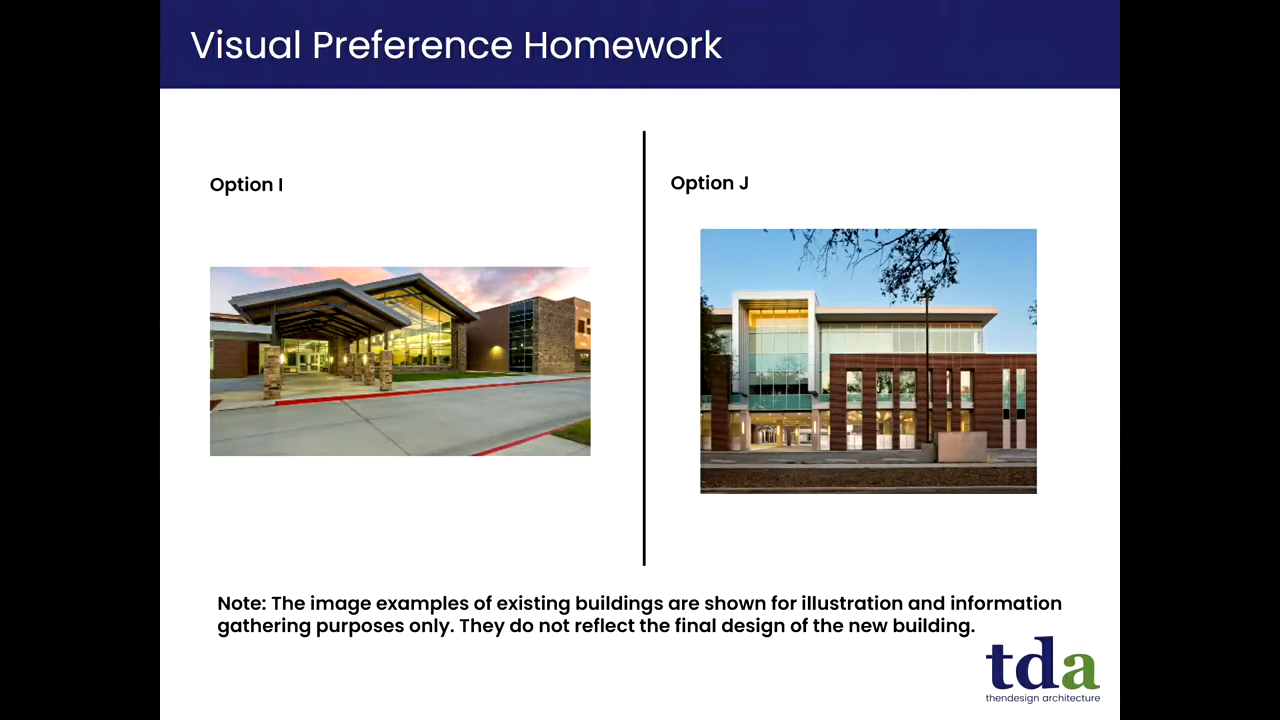 Visual Preference Homework
Option I
Option J
Note: The image examples of existing buildings are shown for illustration and information
gathering purposes only. They do not reflect the final design of the new building.
tda
thendesign architecture